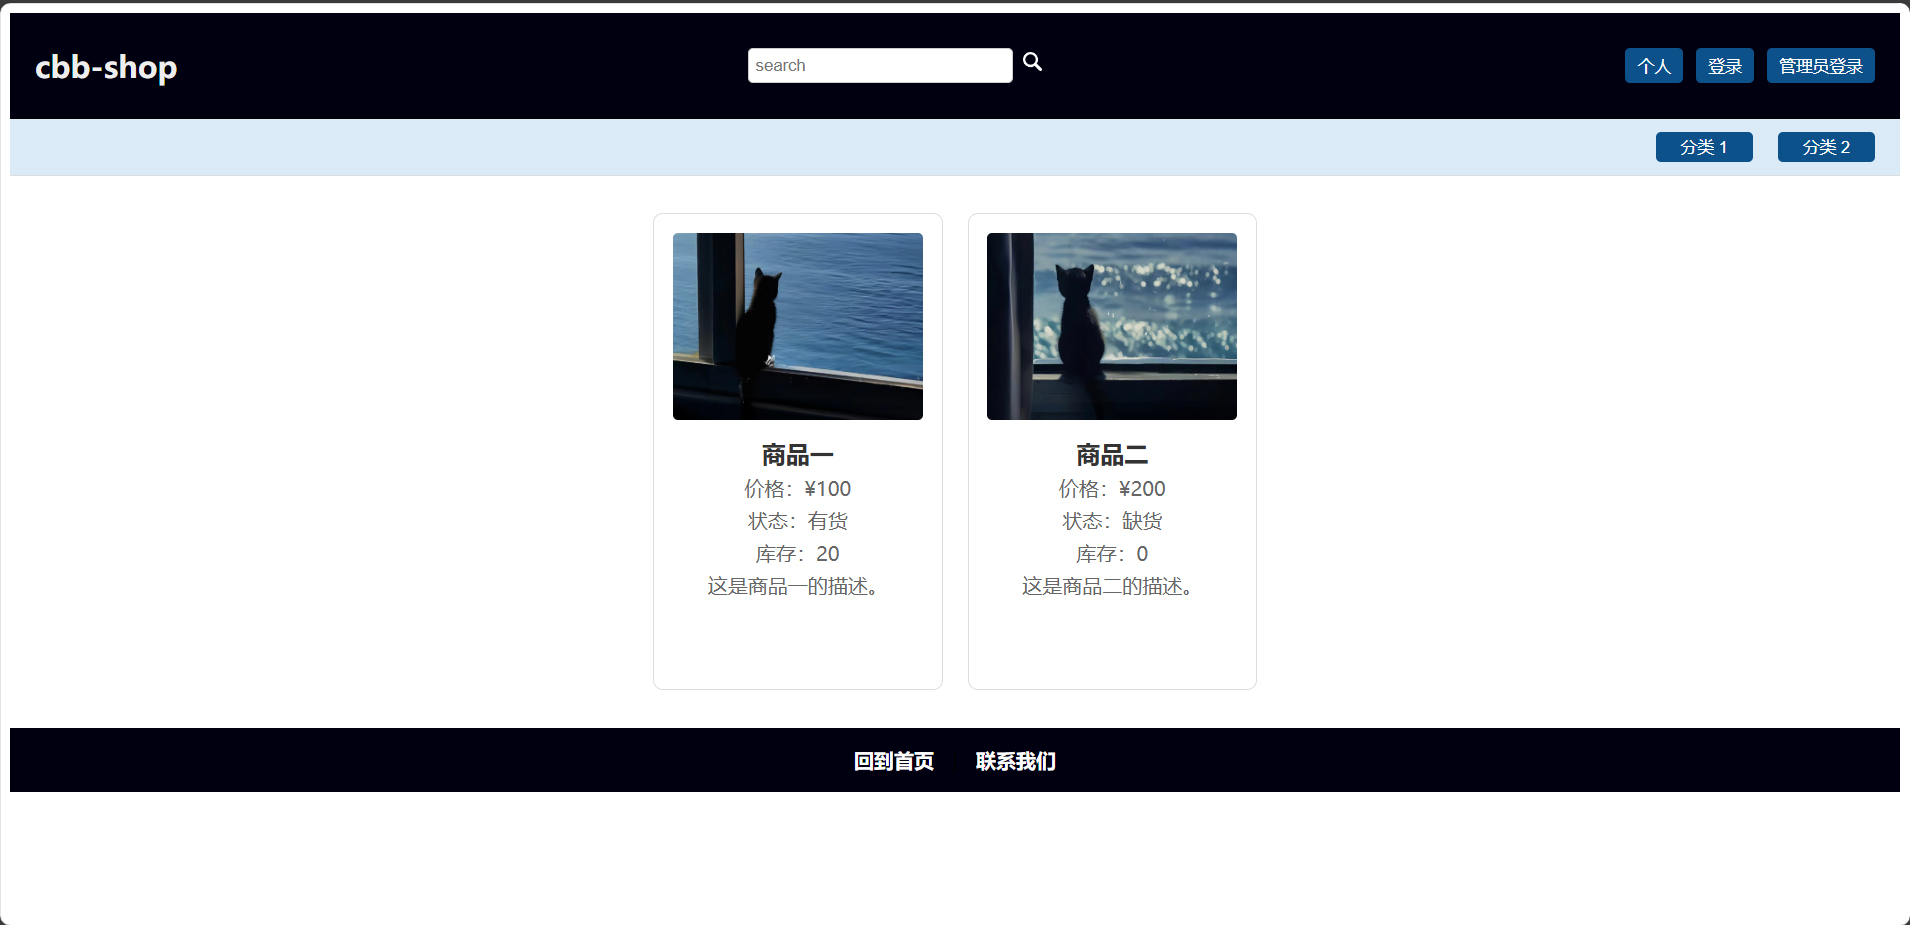 cbb-shop
search
个人 登录 管理员登录
分类 1 分类 2
商品一
价格：¥100
状态：有货
库存：20
这是商品一的描述。
商品二
价格：¥200
状态：缺货
库存：0
这是商品二的描述。
回到首页 联系我们